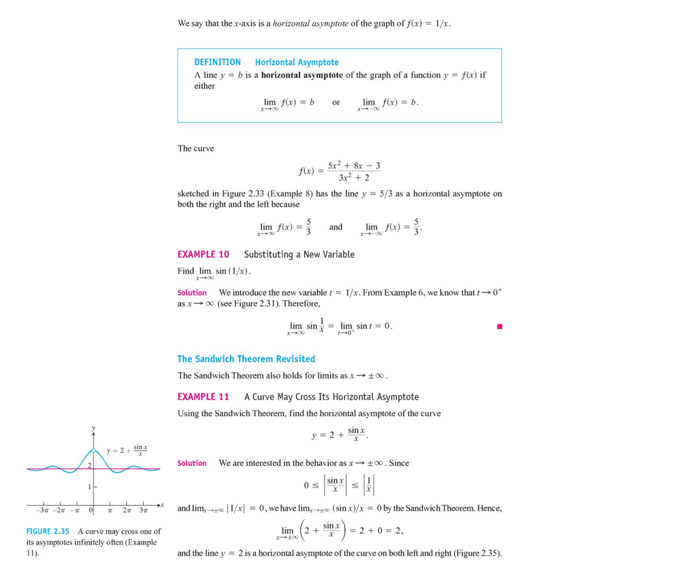 We say that the x-axis is a horizontal asymptote of the graph of f(x) = 1/x.
DEFINITION Horizontal Asymptote
A line y = b is a horizontal asymptote of the graph of a function y = f(x) if
either
lim x→∞ f(x) = b or lim x→−∞ f(x) = b.
The curve
f(x) = (5x² + 8x − 3)/(3x² + 2)
sketched in Figure 2.33 (Example 8) has the line y = 5/3 as a horizontal asymptote on
both the right and the left because
lim x→∞ f(x) = 5/3 and lim x→−∞ f(x) = 5/3.
EXAMPLE 10 Substituting a New Variable
Find lim x→∞ sin (1/x).
Solution We introduce the new variable t = 1/x. From Example 6, we know that t → 0⁺
as x → ∞ (see Figure 2.31). Therefore,
lim x→∞ sin 1/x = lim t→0⁺ sin t = 0.
The Sandwich Theorem Revisited
The Sandwich Theorem also holds for limits as x → ±∞.
EXAMPLE 11 A Curve May Cross Its Horizontal Asymptote
Using the Sandwich Theorem, find the horizontal asymptote of the curve
y = 2 + sin x/x.
Solution We are interested in the behavior as x → ±∞. Since
0 ≤ |sin x/x| ≤ |1/x|
and lim x→±∞ |1/x| = 0, we have lim x→±∞ (sin x)/x = 0 by the Sandwich Theorem. Hence,
lim x→±∞ (2 + sin x/x) = 2 + 0 = 2,
and the line y = 2 is a horizontal asymptote of the curve on both left and right (Figure 2.35).
y
y = 2 + sin x/x
2
1
−3π −2π −π 0 π 2π 3π x
FIGURE 2.35 A curve may cross one of
its asymptotes infinitely often (Example
11).